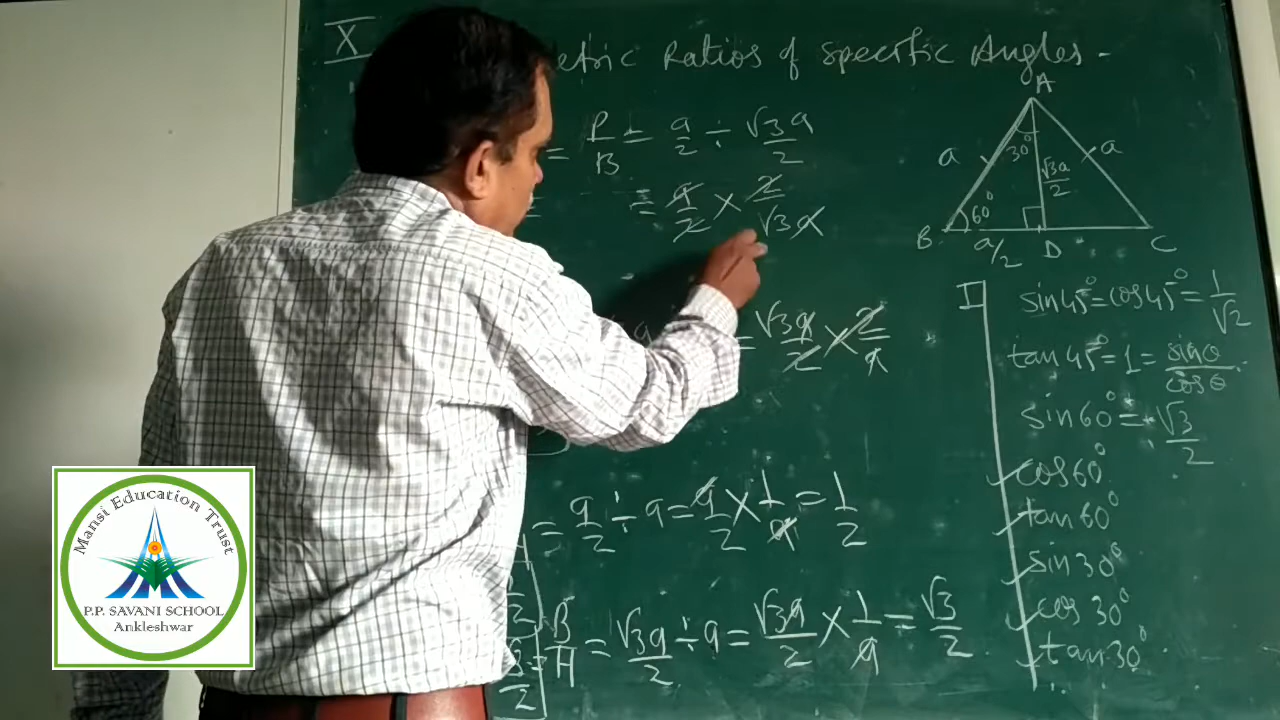 X
etric Ratios of Specific Angles -
= P/B = a/2 ÷ √3a/2
= a/2 × 2/√3a
= √3a/2 × 2/a
= a/2 ÷ a = a/2 × 1/a = 1/2
B/H = √3a/2 ÷ a = √3a/2 × 1/a = √3/2
A
a
30°
√3a/2
a
60°
B
a/2
D
C
I
sin45° = cos45° = 1/√2
tan45° = 1 = sinθ/cosθ
sin60° = √3/2
cos60°
tan60°
sin30°
cos30°
tan30°
Mansi Education Trust
P.P. SAVANI SCHOOL
Ankleshwar